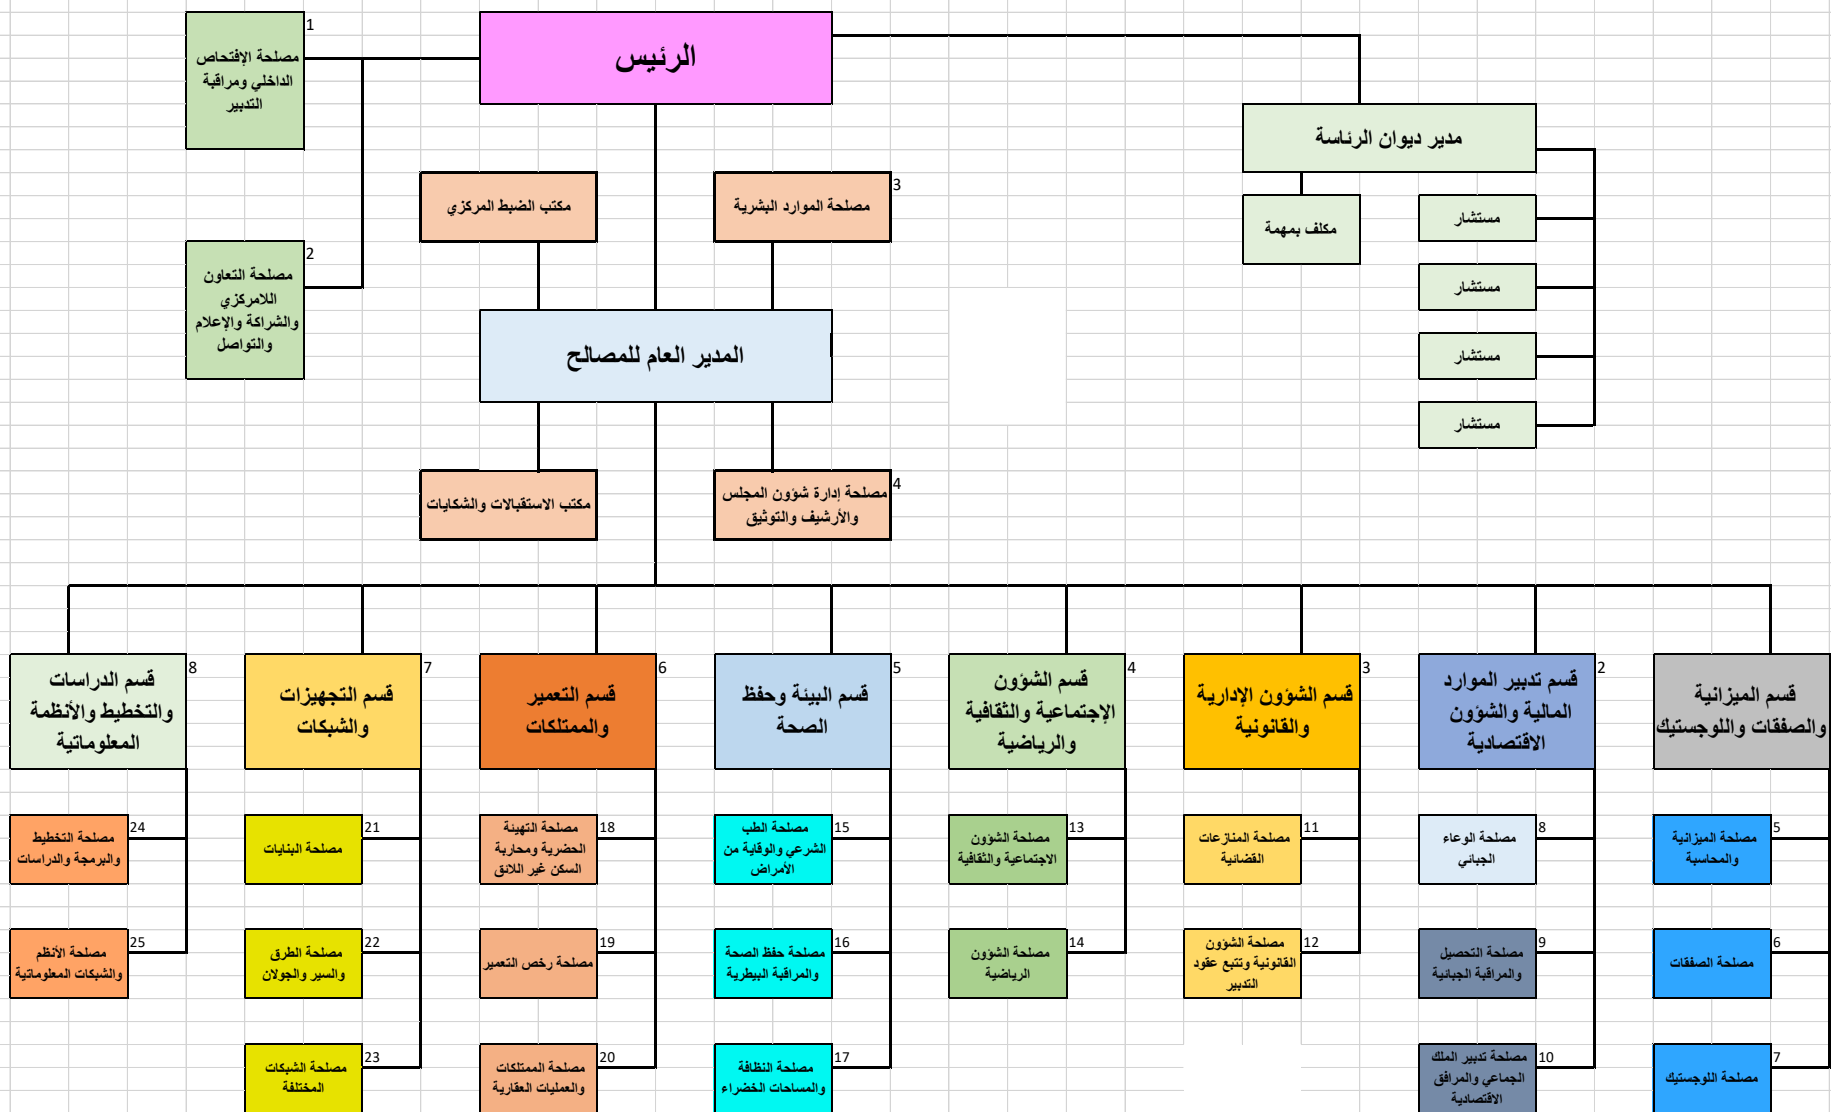 الرئيس
1
مصلحة الإفتحاص
الداخلي ومراقبة
التدبير
مدير ديوان الرئاسة
مكتب الضبط المركزي
3
مصلحة الموارد البشرية
مكلف بمهمة
مستشار
مستشار
مستشار
مستشار
2
مصلحة التعاون
اللامركزي
والشراكة والإعلام
والتواصل
المدير العام للمصالح
مكتب الاستقبالات والشكايات
4
مصلحة إدارة شؤون المجلس
والأرشيف والتوثيق
قسم الميزانية
والصفقات واللوجستيك
2
قسم تدبير الموارد
المالية والشؤون
الاقتصادية
3
قسم الشؤون الإدارية
والقانونية
4
قسم الشؤون
الإجتماعية والثقافية
والرياضية
5
قسم البيئة وحفظ
الصحة
6
قسم التعمير
والممتلكات
7
قسم التجهيزات
والشبكات
8
قسم الدراسات
والتخطيط والأنظمة
المعلوماتية
5
مصلحة الميزانية
والمحاسبة
8
مصلحة الوعاء
الجبائي
11
مصلحة المنازعات
القضائية
13
مصلحة الشؤون
الاجتماعية والثقافية
15
مصلحة الطب
الشرعي والوقاية من
الأمراض
18
مصلحة التهيئة
الحضرية ومحاربة
السكن غير اللائق
21
مصلحة البنايات
24
مصلحة التخطيط
والبرمجة والدراسات
6
مصلحة الصفقات
9
مصلحة التحصيل
والمراقبة الجبائية
12
مصلحة الشؤون
القانونية وتتبع عقود
التدبير
14
مصلحة الشؤون
الرياضية
16
مصلحة حفظ الصحة
والمراقبة البيطرية
19
مصلحة رخص التعمير
22
مصلحة الطرق
والسير والجولان
25
مصلحة الأنظم
والشبكات المعلوماتية
7
مصلحة اللوجستيك
10
مصلحة تدبير الملك
الجماعي والمرافق
الاقتصادية
17
مصلحة النظافة
والمساحات الخضراء
20
مصلحة الممتلكات
والعمليات العقارية
23
مصلحة الشبكات
المختلفة